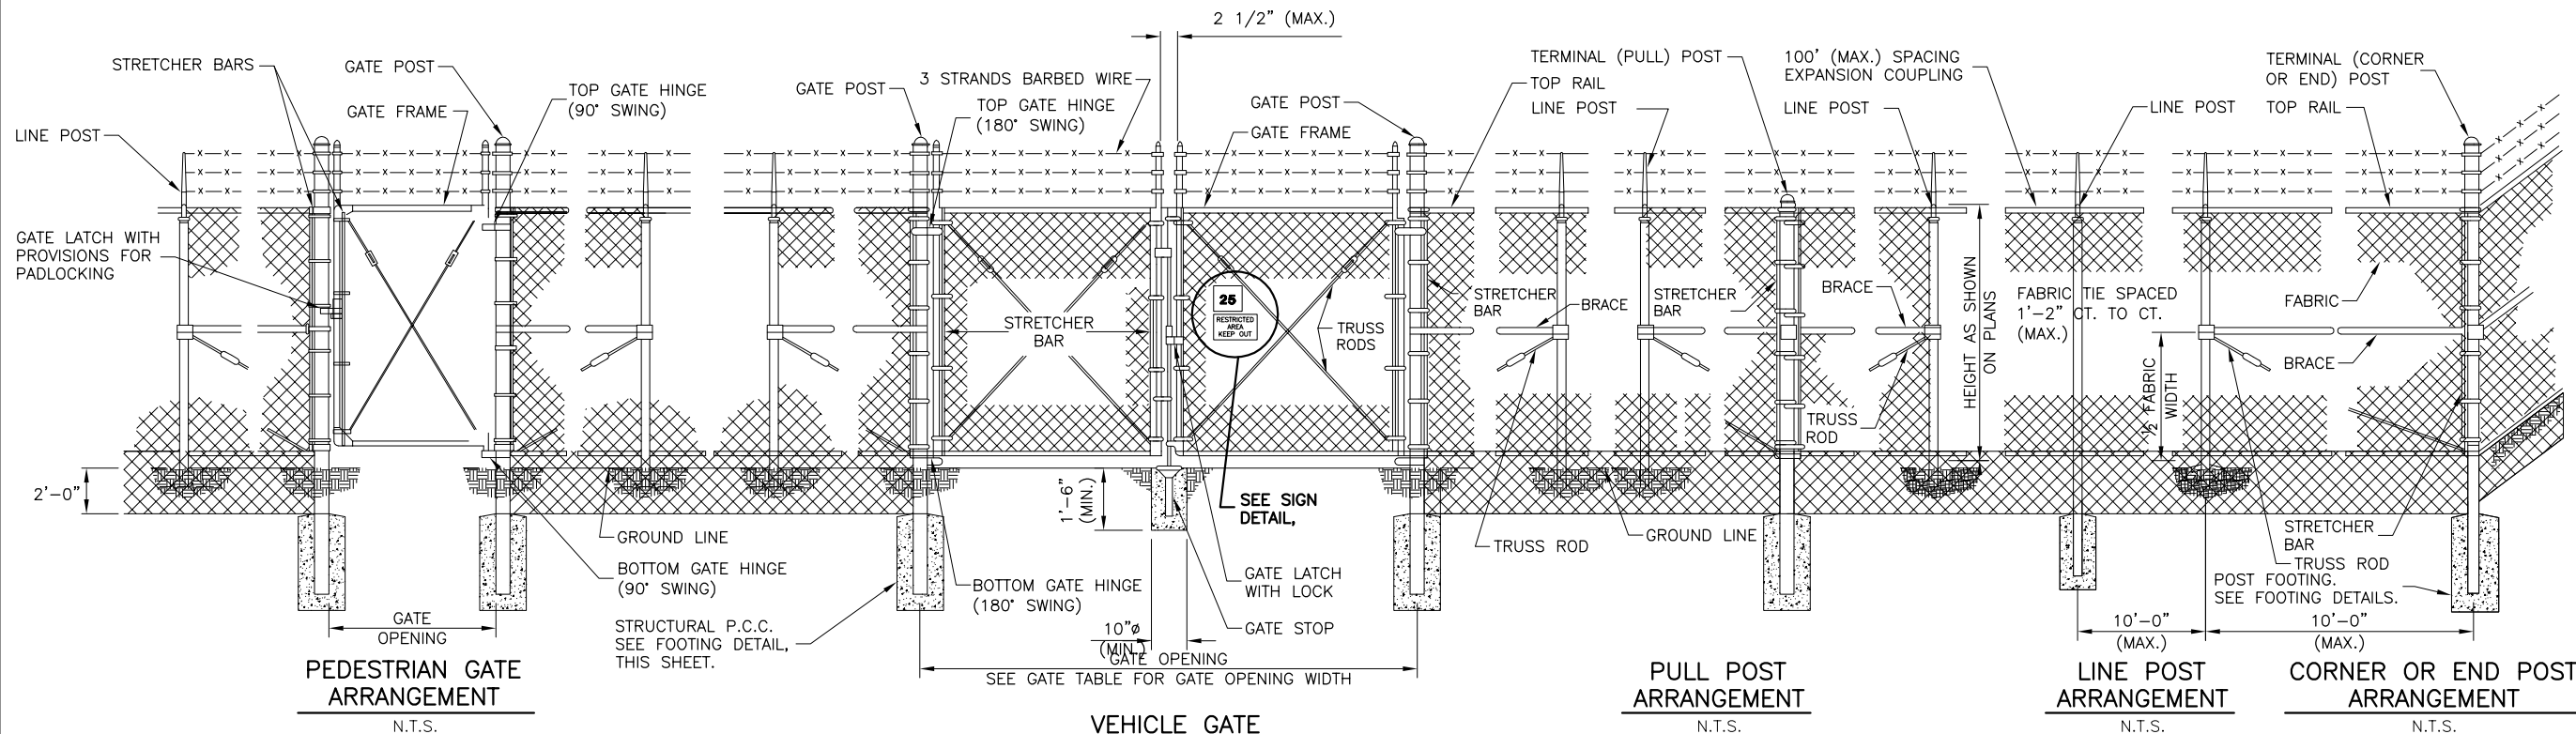 2 1/2" (MAX.)
STRETCHER BARS
GATE POST
TOP GATE HINGE
(90° SWING)
GATE FRAME
LINE POST
GATE LATCH WITH
PROVISIONS FOR
PADLOCKING
GATE POST
3 STRANDS BARBED WIRE
TOP GATE HINGE
(180° SWING)
GATE POST
GATE FRAME
TERMINAL (PULL) POST
TOP RAIL
LINE POST
100' (MAX.) SPACING
EXPANSION COUPLING
LINE POST
LINE POST
TERMINAL (CORNER
OR END) POST
TOP RAIL
STRETCHER
BAR
25
RESTRICTED
AREA
KEEP OUT
TRUSS
RODS
STRETCHER
BAR
BRACE
STRETCHER
BAR
BRACE
TRUSS
ROD
HEIGHT AS SHOWN
ON PLANS
FABRIC TIE SPACED
1'-2" CT. TO CT.
(MAX.)
1/2 FABRIC
WIDTH
FABRIC
BRACE
2'-0"
1'-6"
(MIN.)
SEE SIGN
DETAIL,
GROUND LINE
BOTTOM GATE HINGE
(90° SWING)
BOTTOM GATE HINGE
(180° SWING)
GATE LATCH
WITH LOCK
GATE STOP
TRUSS ROD
GROUND LINE
STRETCHER
BAR
TRUSS ROD
POST FOOTING.
SEE FOOTING DETAILS.
STRUCTURAL P.C.C.
SEE FOOTING DETAIL,
THIS SHEET.
10"ø
(MIN.)
GATE
OPENING
GATE OPENING
SEE GATE TABLE FOR GATE OPENING WIDTH
10'-0"
(MAX.)
10'-0"
(MAX.)
PEDESTRIAN GATE
ARRANGEMENT
N.T.S.
VEHICLE GATE
PULL POST
ARRANGEMENT
N.T.S.
LINE POST
ARRANGEMENT
N.T.S.
CORNER OR END POST
ARRANGEMENT
N.T.S.